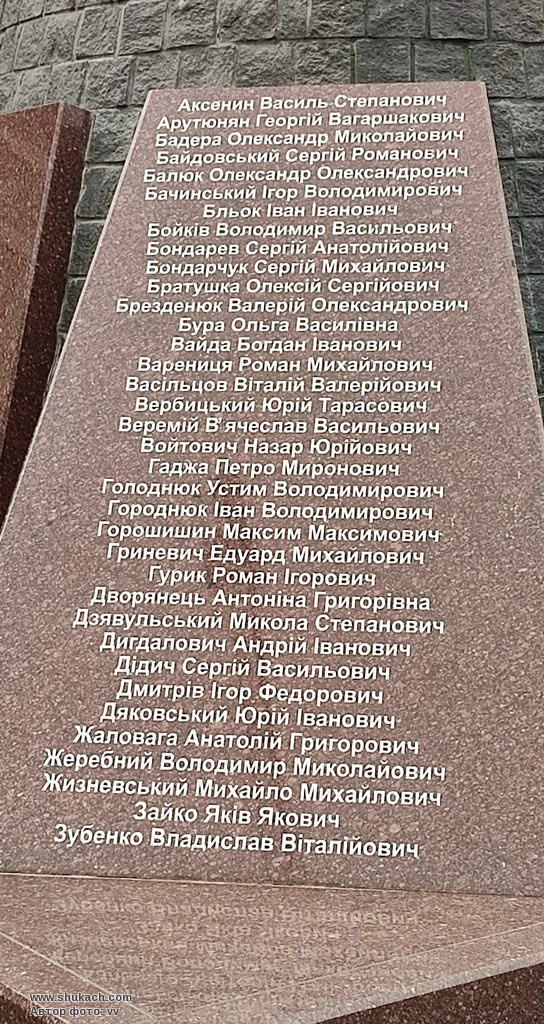 Аксенин Василь Степанович
Арутюнян Георгій Вагаршакович
Бадера Олександр Миколайович
Байдовський Сергій Романович
Балюк Олександр Олександрович
Бачинський Ігор Володимирович
Бльок Іван Іванович
Бойків Володимир Васильович
Бондарев Сергій Анатолійович
Бондарчук Сергій Михайлович
Братушка Олексій Сергійович
Брезденюк Валерій Олександрович
Бура Ольга Василівна
Вайда Богдан Іванович
Варениця Роман Михайлович
Васільцов Віталій Валерійович
Вербицький Юрій Тарасович
Веремій В'ячеслав Васильович
Войтович Назар Юрійович
Гаджа Петро Миронович
Голоднюк Устим Володимирович
Городнюк Іван Володимирович
Горошишин Максим Максимович
Гриневич Едуард Михайлович
Гурик Роман Ігорович
Дворянець Антоніна Григорівна
Дзявульський Микола Степанович
Дигдалович Андрій Іванович
Дідич Сергій Васильович
Дмитрів Ігор Федорович
Дяковський Юрій Іванович
Жаловага Анатолій Григорович
Жеребний Володимир Миколайович
Жизневський Михайло Михайлович
Зайко Яків Якович
Зубенко Владислав Віталійович
www.shukach.com
Автор фото: vv